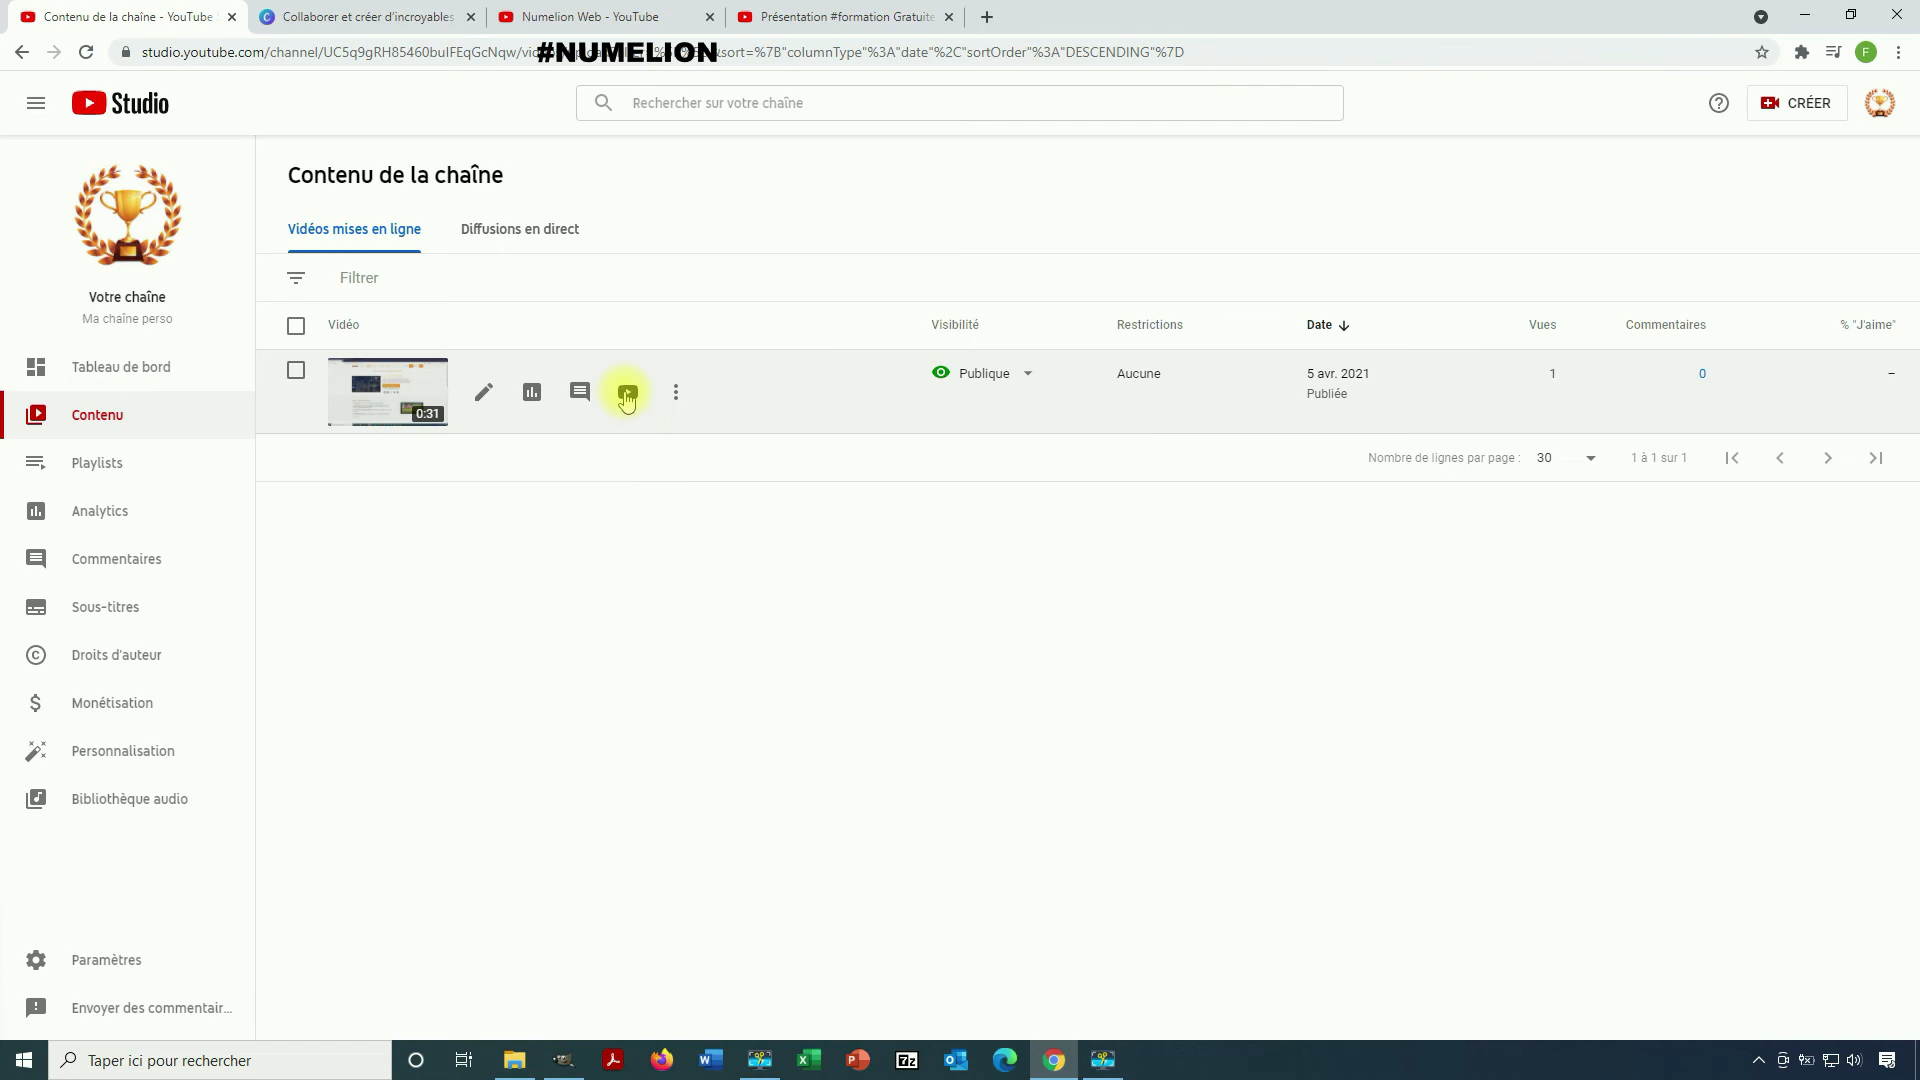 Contenu de la chaîne - YouTube
Collaborer et créer d'incroyables
Numelion Web - YouTube
Présentation #formation Gratuite
#NUMELION
studio.youtube.com/channel/UC5q9gRH85460buIFEqGcNqw/vid
sort=%7B"columnType"%3A"date"%2C"sortOrder"%3A"DESCENDING"%7D
F
Studio
Rechercher sur votre chaîne
CRÉER
Votre chaîne
Ma chaîne perso
Tableau de bord
Contenu
Playlists
Analytics
Commentaires
Sous-titres
Droits d'auteur
Monétisation
Personnalisation
Bibliothèque audio
Paramètres
Envoyer des commentair...
Contenu de la chaîne
Vidéos mises en ligne
Diffusions en direct
Filtrer
Vidéo
Visibilité
Restrictions
Date
Vues
Commentaires
% "J'aime"
0:31
Publique
Aucune
5 avr. 2021
Publiée
1
0
–
Nombre de lignes par page :
30
1 à 1 sur 1
Taper ici pour rechercher